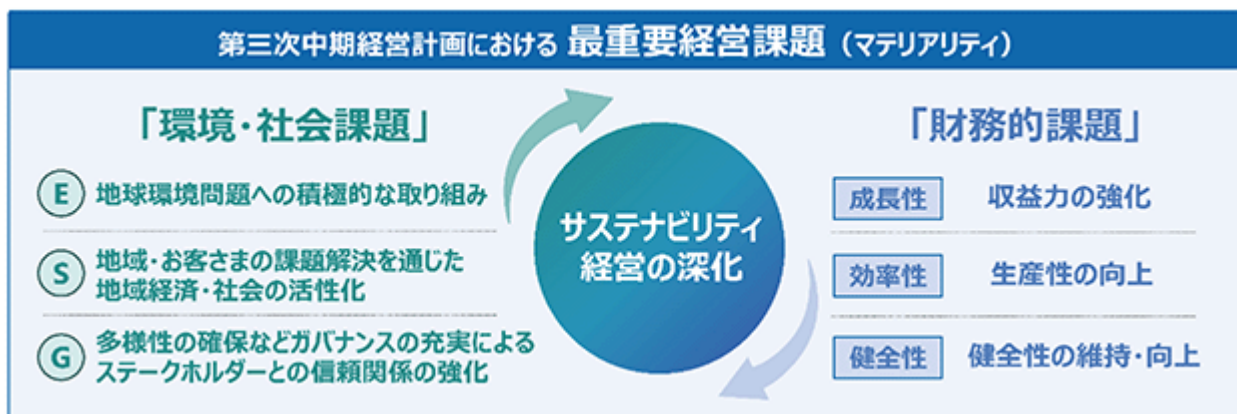 第三次中期経営計画における 最重要経営課題（マテリアリティ）
「環境・社会課題」
E 地球環境問題への積極的な取り組み
S 地域・お客さまの課題解決を通じた
地域経済・社会の活性化
G 多様性の確保などガバナンスの充実による
ステークホルダーとの信頼関係の強化
サステナビリティ
経営の深化
「財務的課題」
成長性 収益力の強化
効率性 生産性の向上
健全性 健全性の維持・向上